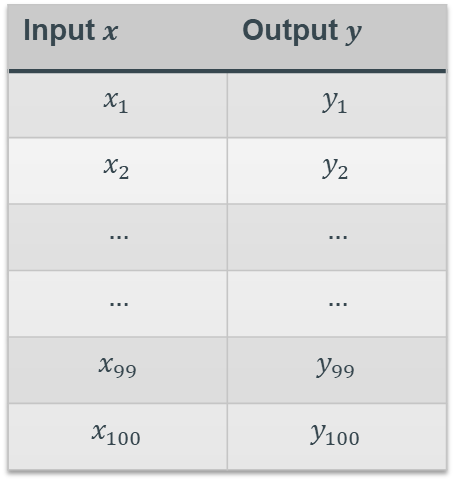 Input x Output y
x₁ y₁
x₂ y₂
... ...
... ...
x₉₉ y₉₉
x₁₀₀ y₁₀₀